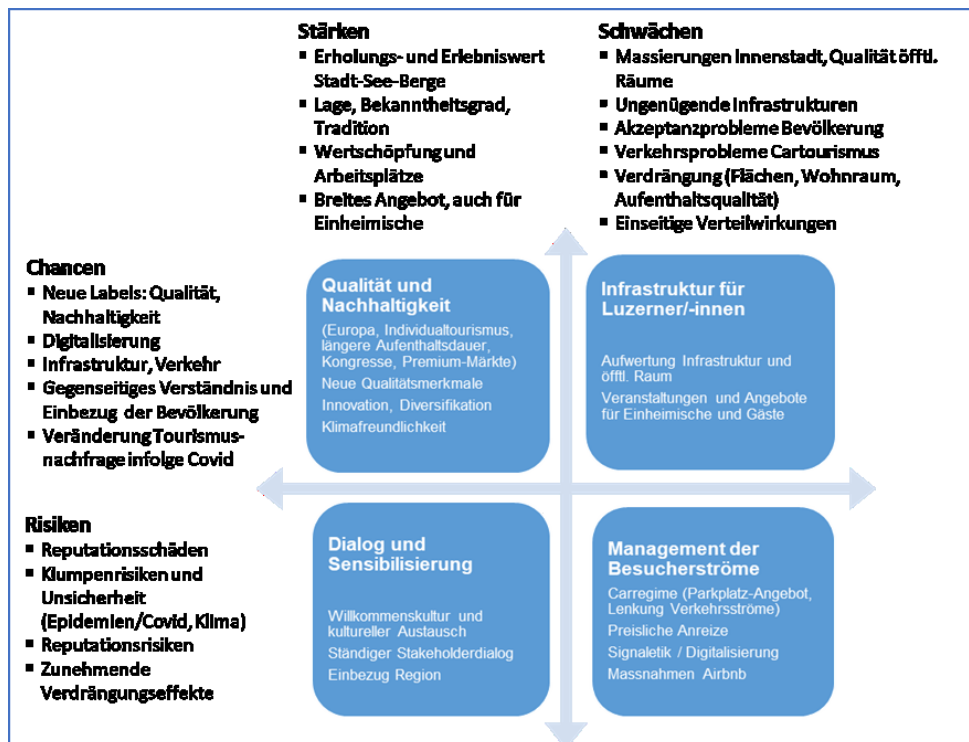 Stärken
▪ Erholungs- und Erlebniswert
Stadt-See-Berge
▪ Lage, Bekanntheitsgrad,
Tradition
▪ Wertschöpfung und
Arbeitsplätze
▪ Breites Angebot, auch für
Einheimische
Schwächen
▪ Massierungen Innenstadt, Qualität öfftl.
Räume
▪ Ungenügende Infrastrukturen
▪ Akzeptanzprobleme Bevölkerung
▪ Verkehrsprobleme Cartourismus
▪ Verdrängung (Flächen, Wohnraum,
Aufenthaltsqualität)
▪ Einseitige Verteilwirkungen
Chancen
▪ Neue Labels: Qualität,
Nachhaltigkeit
▪ Digitalisierung
▪ Infrastruktur, Verkehr
▪ Gegenseitiges Verständnis und
Einbezug der Bevölkerung
▪ Veränderung Tourismus-
nachfrage infolge Covid
Qualität und
Nachhaltigkeit
(Europa, Individualtourismus,
längere Aufenthaltsdauer,
Kongresse, Premium-Märkte)
Neue Qualitätsmerkmale
Innovation, Diversifikation
Klimafreundlichkeit
Infrastruktur für
Luzerner/-innen
Aufwertung Infrastruktur und
öfftl. Raum
Veranstaltungen und Angebote
für Einheimische und Gäste
Risiken
▪ Reputationsschäden
▪ Klumpenrisiken und
Unsicherheit
(Epidemien/Covid, Klima)
▪ Reputationsrisiken
▪ Zunehmende
Verdrängungseffekte
Dialog und
Sensibilisierung
Willkommenskultur und
kultureller Austausch
Ständiger Stakeholderdialog
Einbezug Region
Management der
Besucherströme
Carregime (Parkplatz-Angebot,
Lenkung Verkehrsströme)
Preisliche Anreize
Signaletik / Digitalisierung
Massnahmen Airbnb